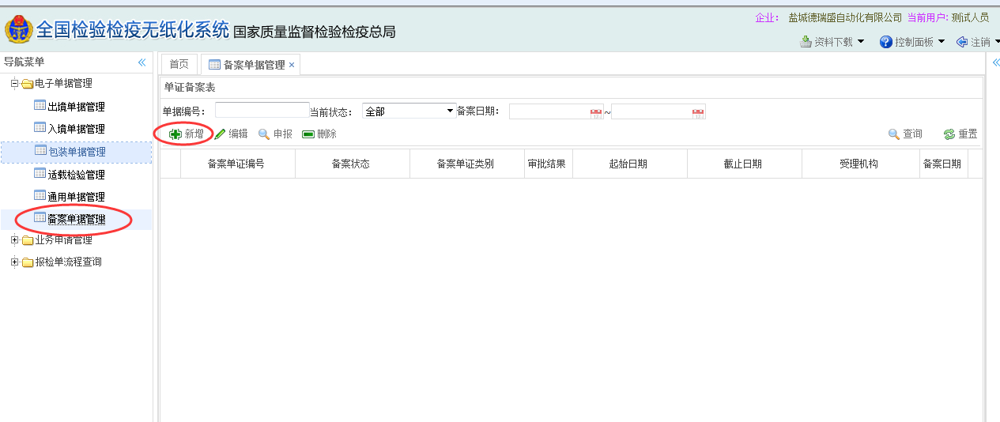 企业： 盐城德瑞盛自动化有限公司 当前用户: 测试人员
全国检验检疫无纸化系统 国家质量监督检验检疫总局
资料下载 控制面板 注销
导航菜单
电子单据管理
出境单据管理
入境单据管理
包装单据管理
适载检验管理
通用单据管理
备案单据管理
业务申请管理
报检单流程查询
首页 备案单据管理 ×
单证备案表
单据编号： 当前状态： 全部 备案日期： ~
新增 编辑 申报 删除 查询 重置
备案单证编号 备案状态 备案单证类别 审批结果 起始日期 截止日期 受理机构 备案日期